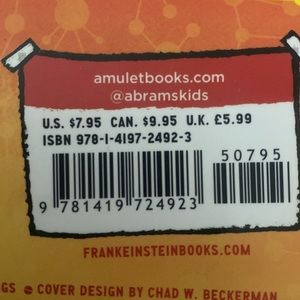 amuletbooks.com
@abramskids
U.S. $7.95 CAN. $9.95 U.K. £5.99
ISBN 978-1-4197-2492-3
50795
9 781419 724923
FRANKEINSTEINBOOKS.COM
GS COVER DESIGN BY CHAD W. BECKERMAN